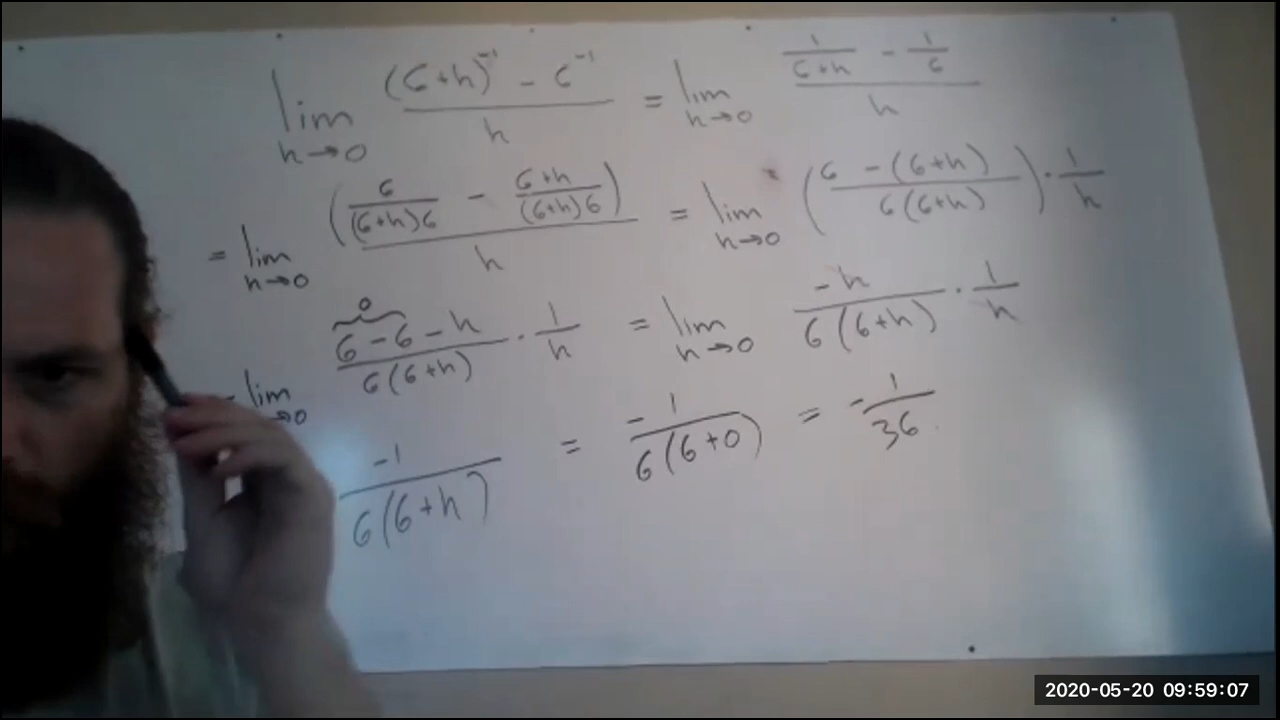 lim h→0 ((6+h)^-1 - 6^-1)/h = lim h→0 (1/(6+h) - 1/6)/h
= lim h→0 (6/((6+h)6) - (6+h)/((6+h)6))/h = lim h→0 ((6 - (6+h))/(6(6+h))) · 1/h
= lim h→0 (6 - 6 - h)/(6(6+h)) · 1/h = lim h→0 -h/(6(6+h)) · 1/h
0
-1/(6(6+h)) = -1/(6(6+0)) = -1/36
2020-05-20 09:59:07